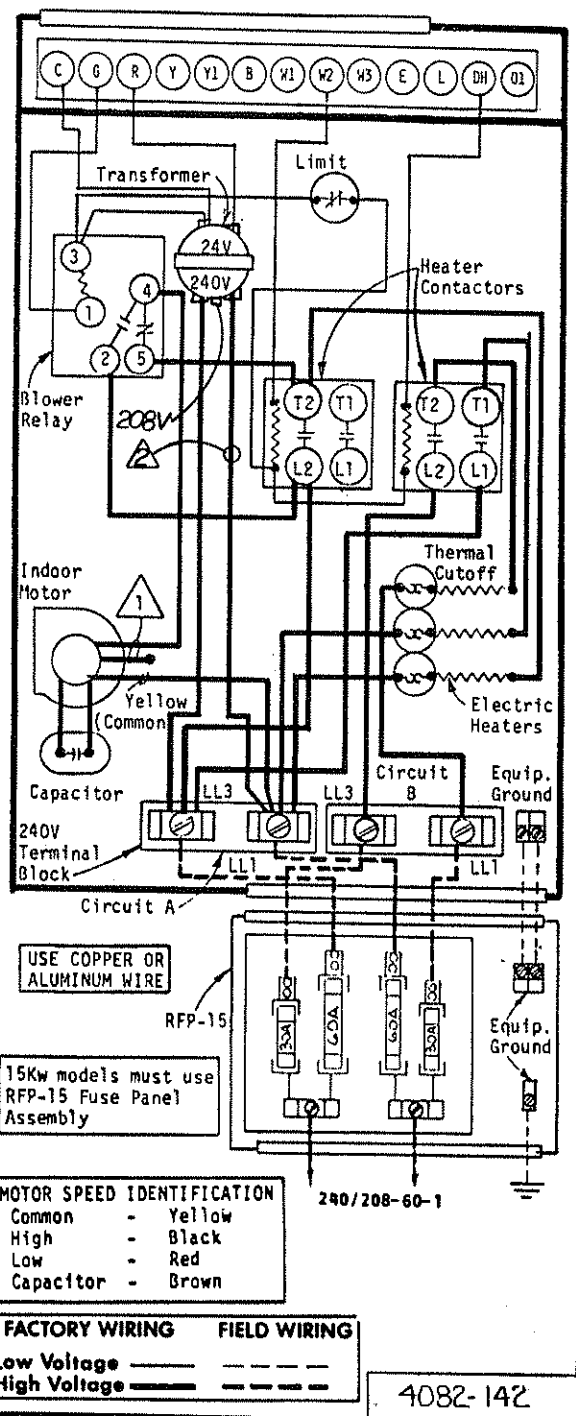 C G R Y Y1 B W1 W2 W3 E L DH O1
Transformer
Limit
24V
240V
3
4
1
2
5
Blower
Relay
208V
2
Heater
Contactors
T2 T1
L2 L1
T2 T1
L2 L1
Indoor
Motor
1
Thermal
Cutoff
Yellow
(Common)
Electric
Heaters
Capacitor
LL3
LL3
Circuit
B
Equip.
Ground
240V
Terminal
Block
LL1
LL1
Circuit A
USE COPPER OR
ALUMINUM WIRE
RFP-15
30A
60A
60A
30A
Equip.
Ground
15Kw models must use
RFP-15 Fuse Panel
Assembly
240/208-60-1
MOTOR SPEED IDENTIFICATION
Common - Yellow
High - Black
Low - Red
Capacitor - Brown
FACTORY WIRING FIELD WIRING
Low Voltage
High Voltage
4082-142